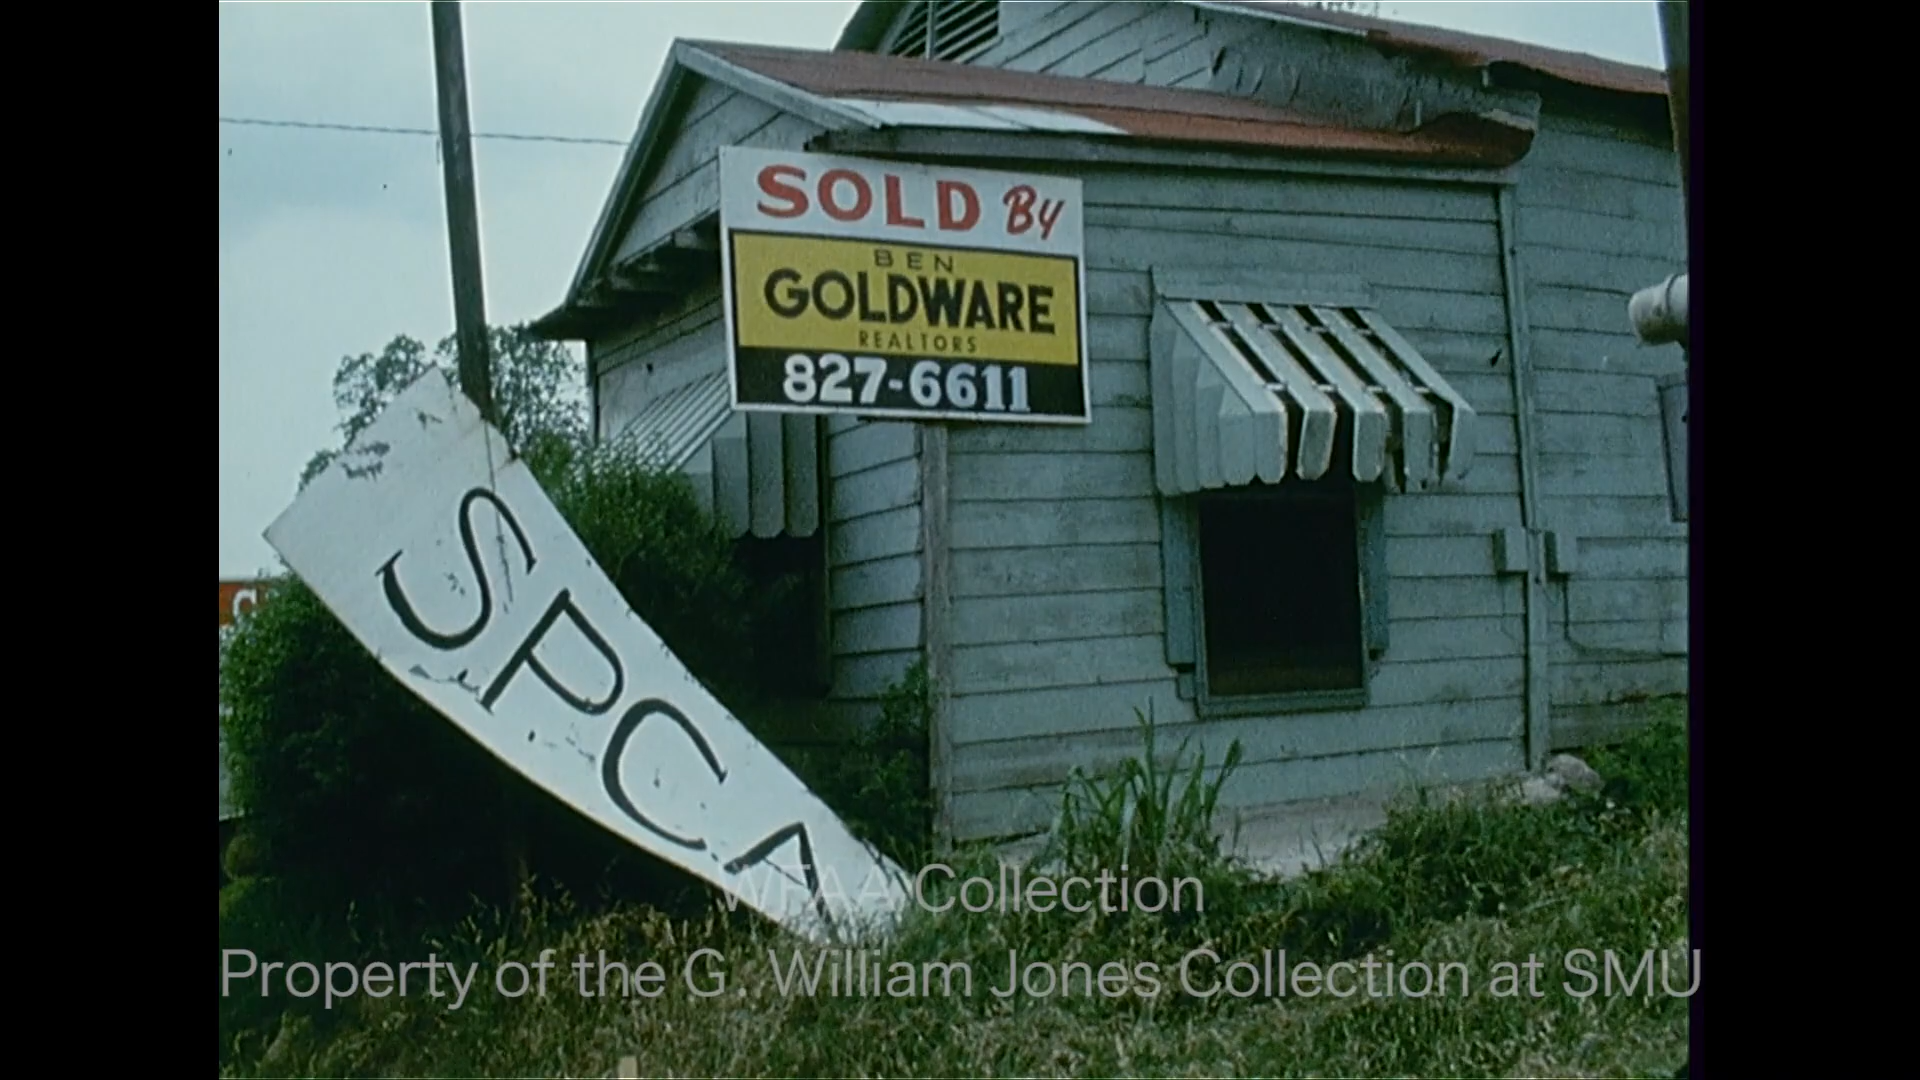 SOLD By
BEN
GOLDWARE
REALTORS
827-6611
SPCA
C
WFAA Collection
Property of the G. William Jones Collection at SMU